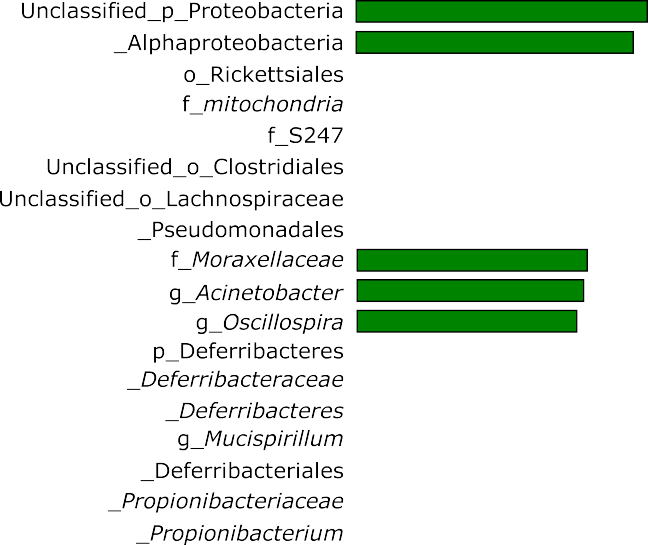 Unclassified_p_Proteobacteria
_Alphaproteobacteria
o_Rickettsiales
f_mitochondria
f_S247
Unclassified_o_Clostridiales
Unclassified_o_Lachnospiraceae
_Pseudomonadales
f_Moraxellaceae
g_Acinetobacter
g_Oscillospira
p_Deferribacteres
_Deferribacteraceae
_Deferribacteres
g_Mucispirillum
_Deferribacteriales
_Propionibacteriaceae
_Propionibacterium